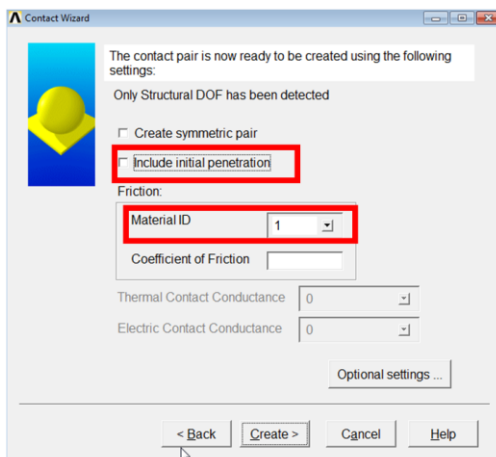 Contact Wizard
The contact pair is now ready to be created using the following
settings:
Only Structural DOF has been detected
Create symmetric pair
Include initial penetration
Friction:
Material ID 1
Coefficient of Friction
Thermal Contact Conductance 0
Electric Contact Conductance 0
Optional settings ...
< Back Create > Cancel Help